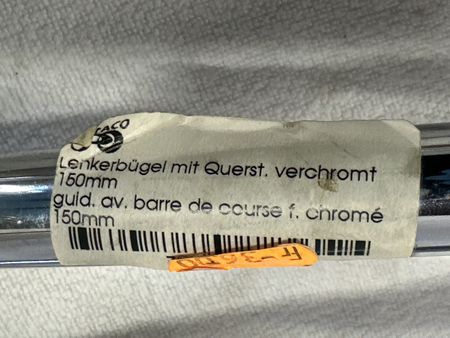 Lenkerbügel mit Querst. verchromt
150mm
guid. av. barre de course f. chromé
150mm